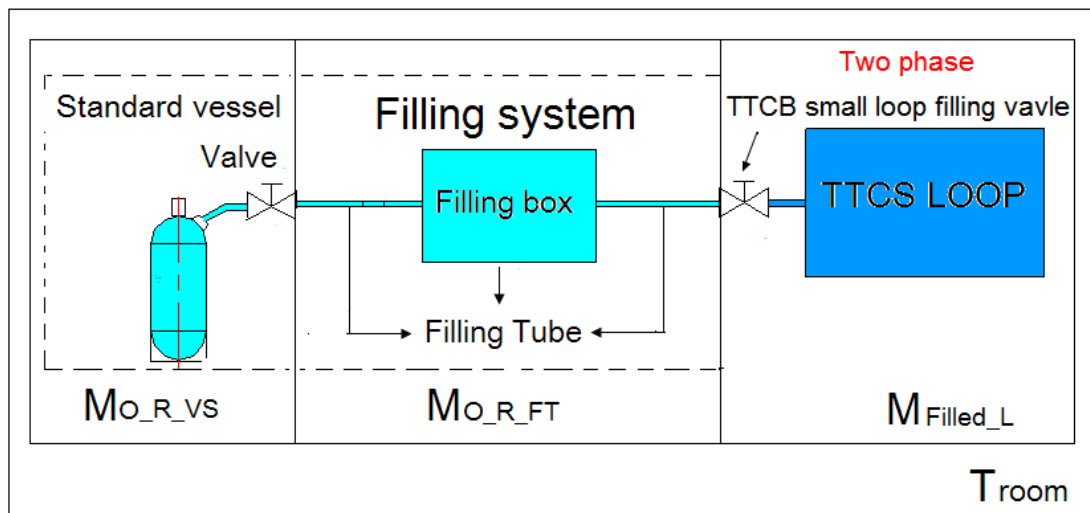 Two phase
Standard vessel
Filling system
TTCB small loop filling vavle
Valve
Filling box
TTCS LOOP
Filling Tube
MO_R_VS
MO_R_FT
MFilled_L
Troom